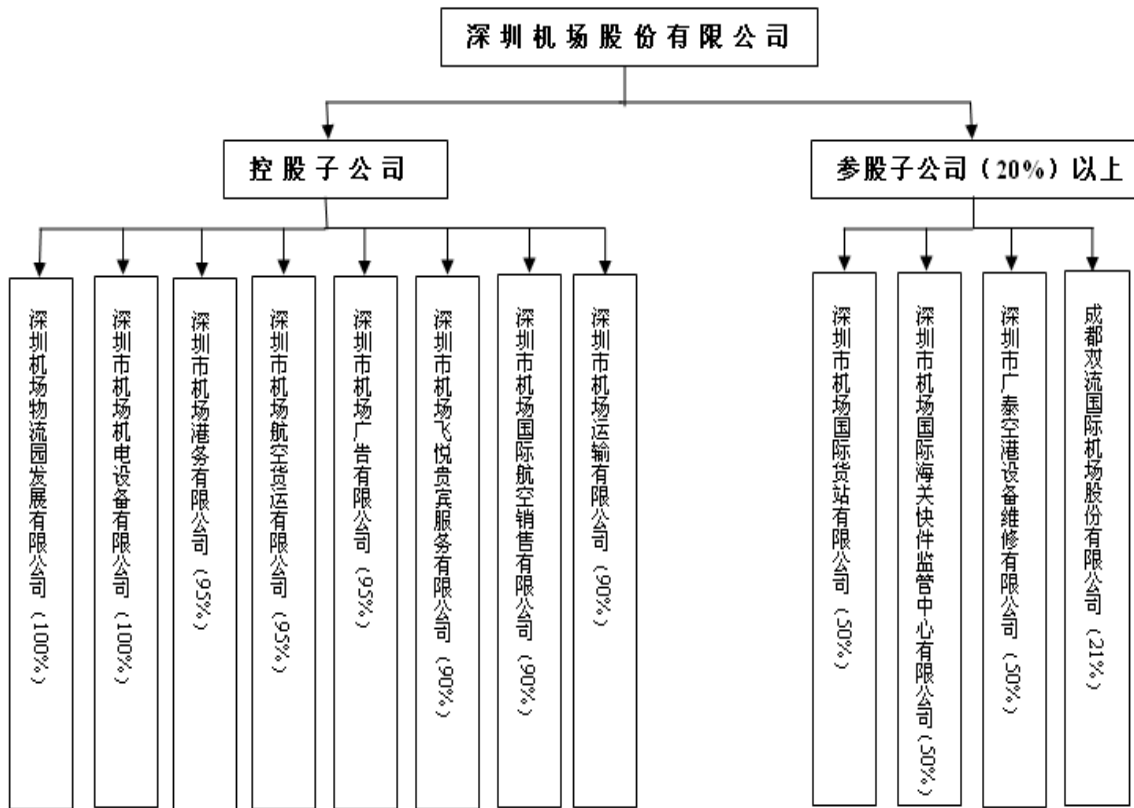 深圳机场股份有限公司
控股子公司
参股子公司（20%）以上
深圳机场物流园发展有限公司（100%）
深圳市机场机电设备有限公司（100%）
深圳市机场港务有限公司（95%）
深圳市机场航空货运有限公司（95%）
深圳市机场广告有限公司（95%）
深圳市机场飞悦贵宾服务有限公司（90%）
深圳市机场国际航空销售有限公司（90%）
深圳市机场运输有限公司（90%）
深圳市机场国际货站有限公司（50%）
深圳市机场国际海关快件监管中心有限公司(50%）
深圳市广泰空港设备维修有限公司（50%）
成都双流国际机场股份有限公司（21%）